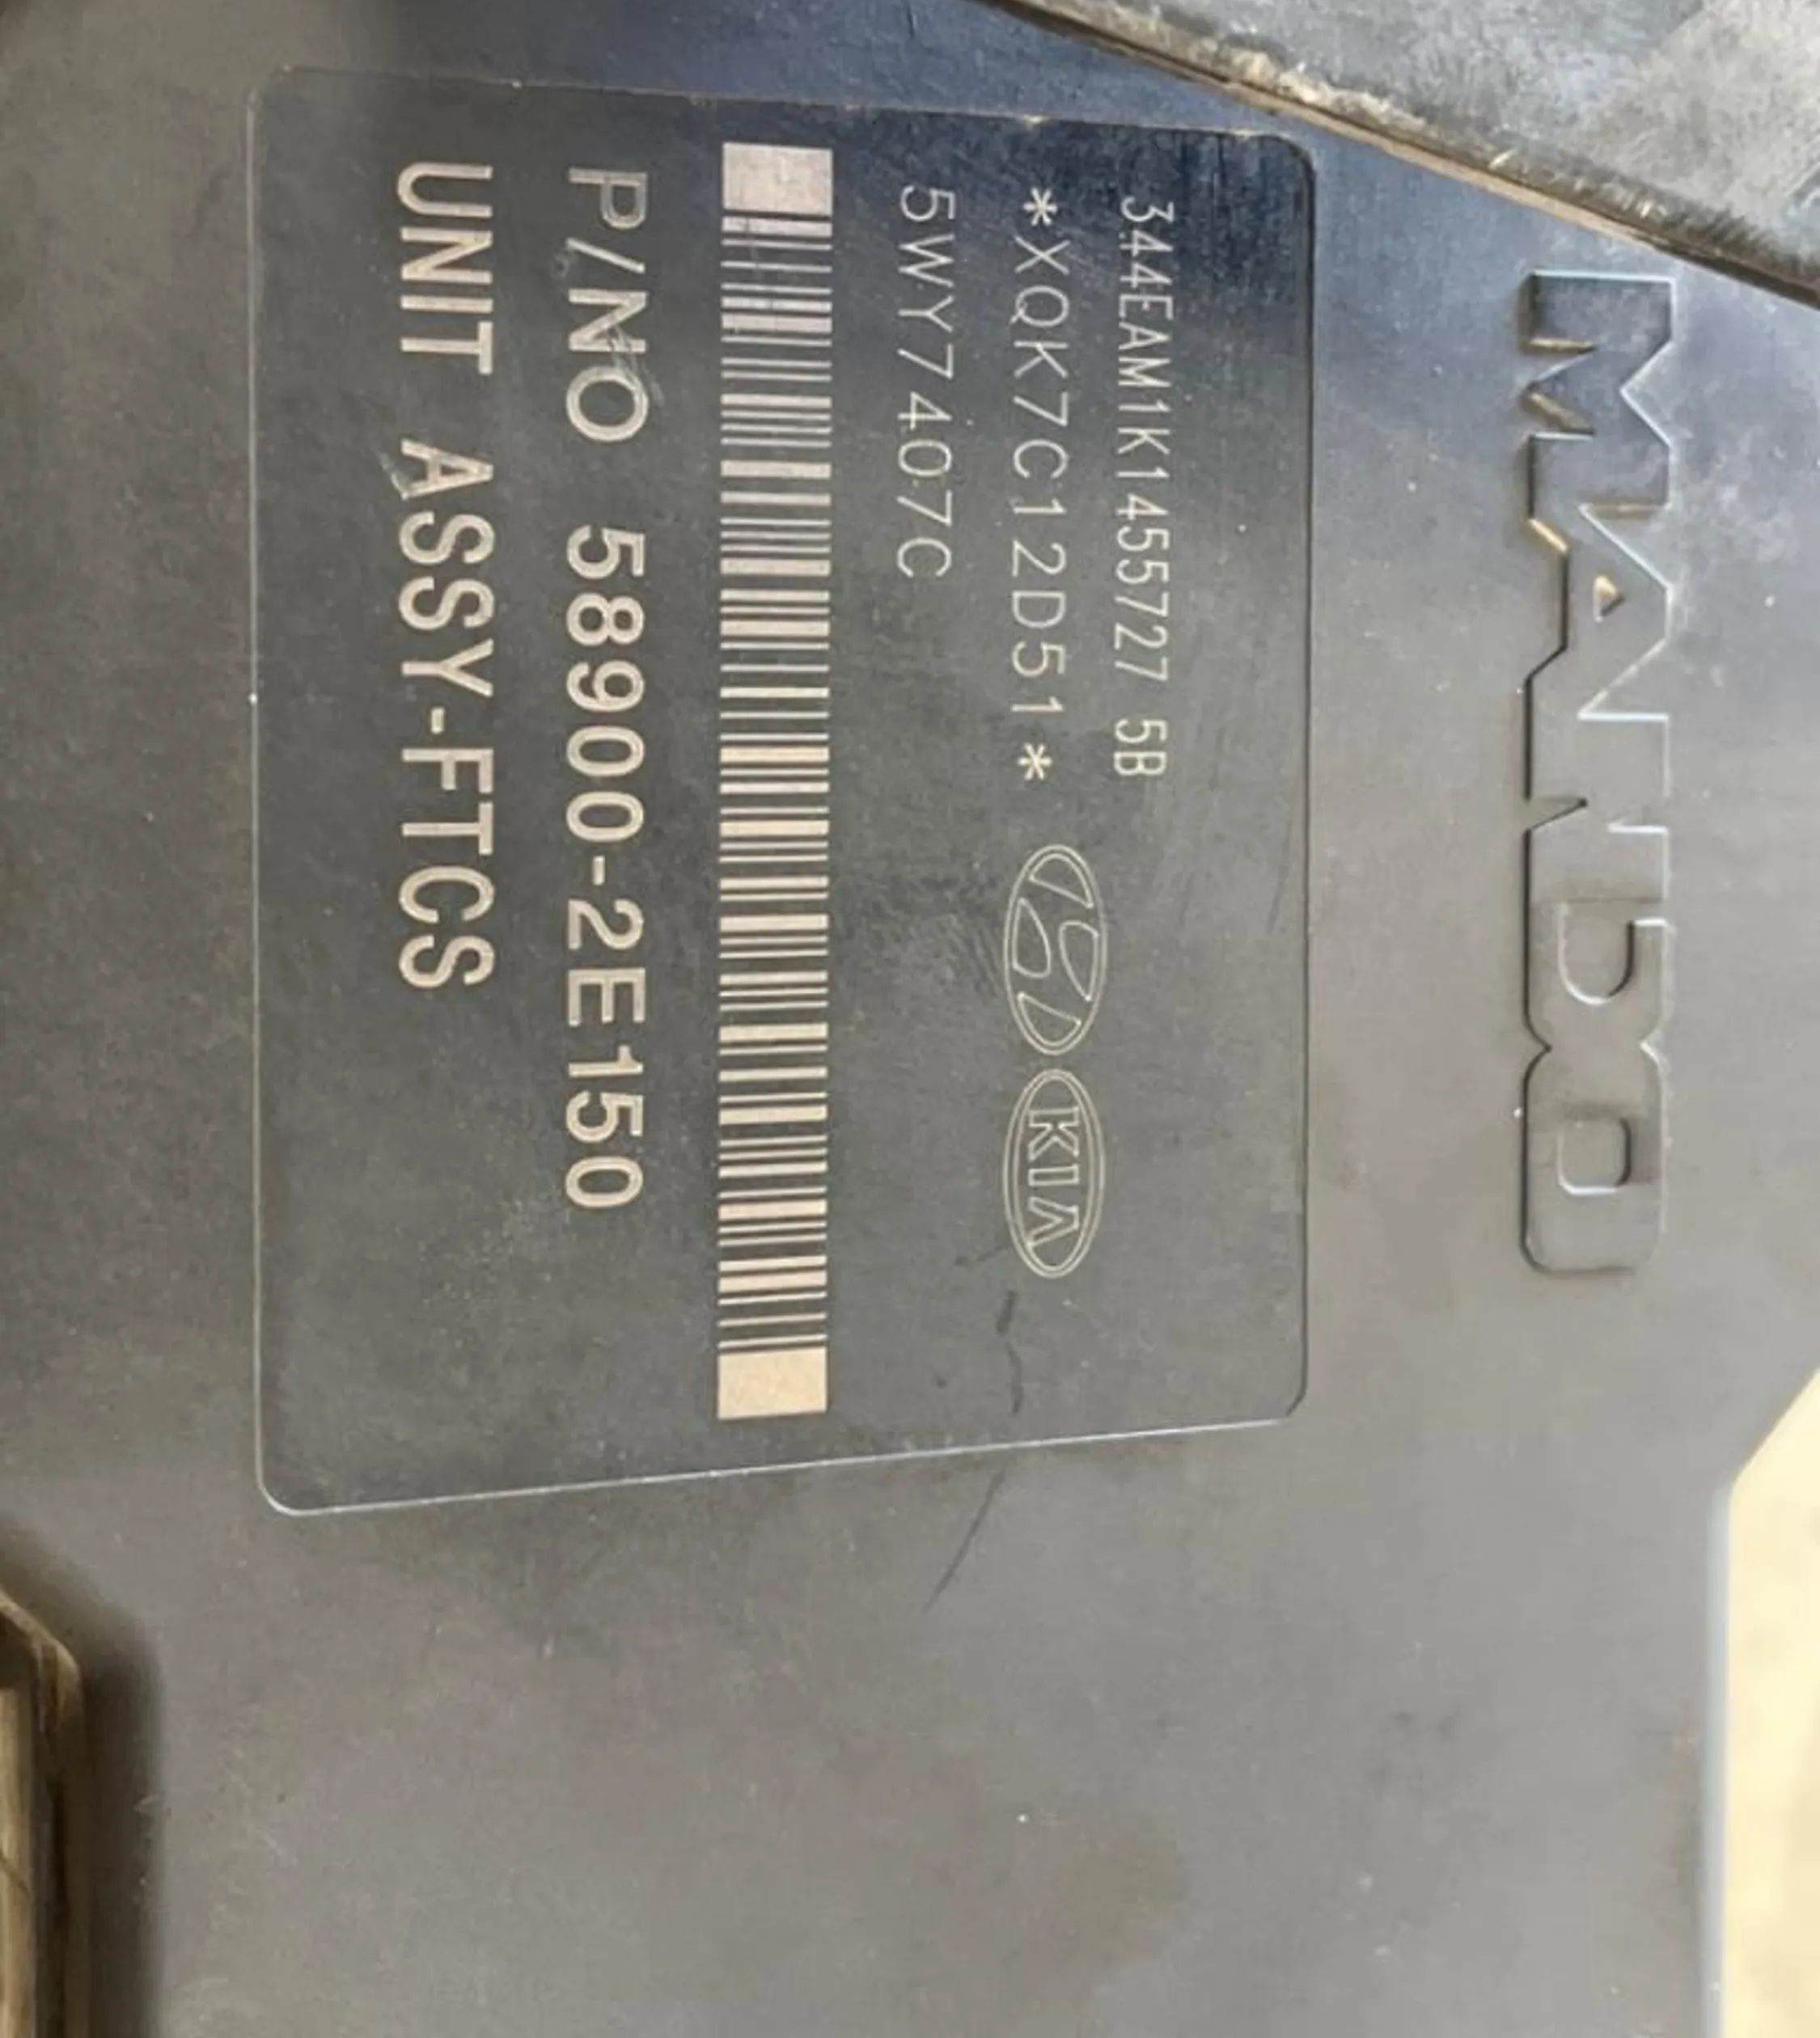 MANDO
344EAM1K1455727 5B
*XQK7C12D51*
KIA
5WY7407C
P/NO 58900-2E150
UNIT ASSY-FTCS